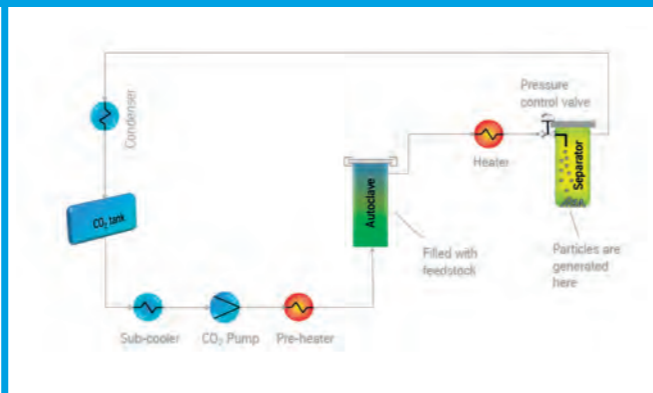 Pressure
control valve
Condenser
Separator
Heater
CO₂ tank
Autoclave
Filled with
feedstock
Particles are
generated
here
Sub-cooler
CO₂ Pump
Pre-heater